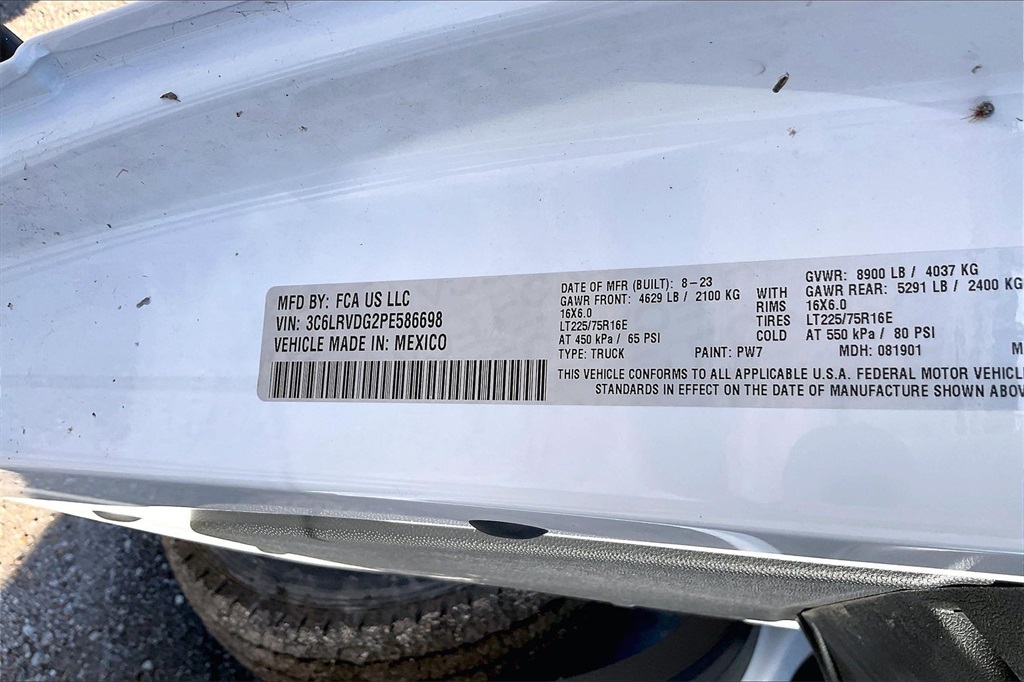 MFD BY: FCA US LLC
VIN: 3C6LRVDG2PE586698
VEHICLE MADE IN: MEXICO
DATE OF MFR (BUILT): 8-23
GAWR FRONT: 4629 LB / 2100 KG
16X6.0
LT225/75R16E
AT 450 kPa / 65 PSI
TYPE: TRUCK
WITH
RIMS
TIRES
COLD
GVWR: 8900 LB / 4037 KG
GAWR REAR: 5291 LB / 2400 KG
16X6.0
LT225/75R16E
AT 550 kPa / 80 PSI
PAINT: PW7
MDH: 081901
THIS VEHICLE CONFORMS TO ALL APPLICABLE U.S.A. FEDERAL MOTOR
STANDARDS IN EFFECT ON THE DATE OF MANUFACTURE SHOWN